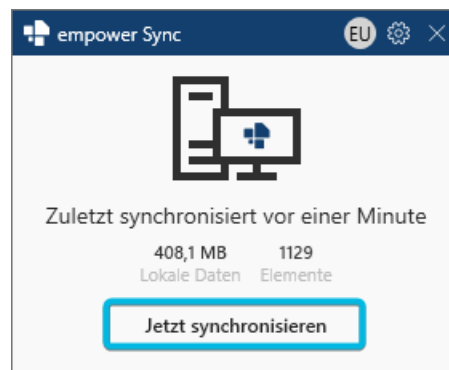 empower Sync EU
Zuletzt synchronisiert vor einer Minute
408,1 MB 1129
Lokale Daten Elemente
Jetzt synchronisieren